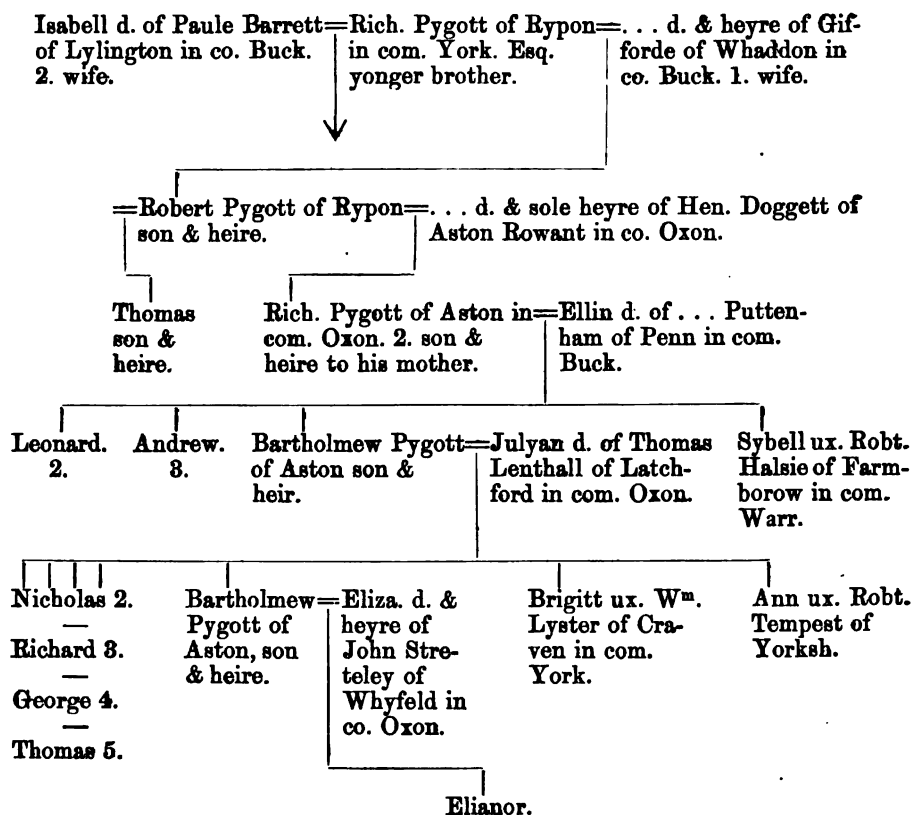 Isabell d. of Paule Barrett=Rich. Pygott of Rypon=. . . d. & heyre of Gif-
of Lylington in co. Buck. in com. York. Esq. forde of Whaddon in
2. wife. yonger brother. co. Buck. 1. wife.
=Robert Pygott of Rypon=. . . d. & sole heyre of Hen. Doggett of
son & heire. Aston Rowant in co. Oxon.
Thomas
son &
heire.
Rich. Pygott of Aston in=Ellin d. of . . . Putten-
com. Oxon. 2. son & ham of Penn in com.
heire to his mother. Buck.
Leonard.
2.
Andrew.
3.
Bartholmew Pygott=Julyan d. of Thomas
of Aston son & Lenthall of Latch-
heir. ford in com. Oxon.
Sybell ux. Robt.
Halsie of Farm-
borow in com.
Warr.
Nicholas 2.
—
Richard 3.
—
George 4.
—
Thomas 5.
Bartholmew=Eliza. d. &
Pygott of heyre of
Aston, son John Stre-
& heire. teley of
Whyfeld in
co. Oxon.
Brigitt ux. Wm.
Lyster of Cra-
ven in com.
York.
Ann ux. Robt.
Tempest of
Yorksh.
Elianor.